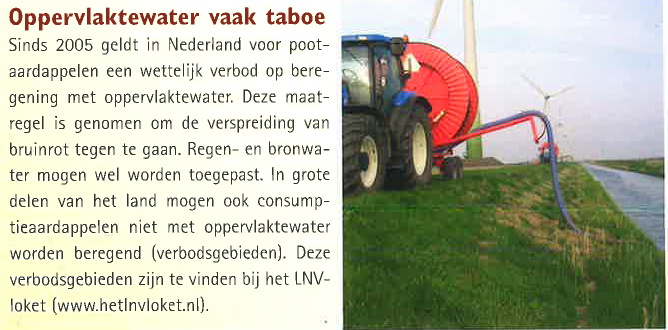 Oppervlaktewater vaak taboe
Sinds 2005 geldt in Nederland voor poot-
aardappelen een wettelijk verbod op bere-
gening met oppervlaktewater. Deze maat-
regel is genomen om de verspreiding van
bruinrot tegen te gaan. Regen- en bronwa-
ter mogen wel worden toegepast. In grote
delen van het land mogen ook consump-
tieaardappelen niet met oppervlaktewater
worden beregend (verbodsgebieden). Deze
verbodsgebieden zijn te vinden bij het LNV-
loket (www.hetlnvloket.nl).